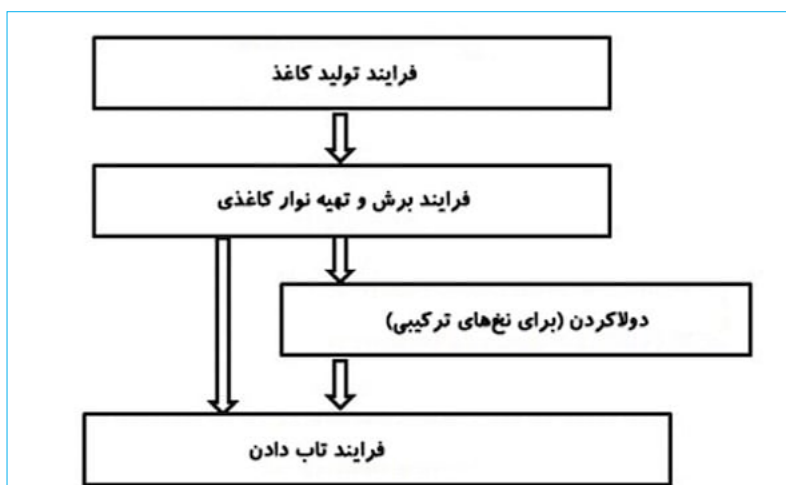 فرایند تولید کاغذ
فرایند برش و تهیه نوار کاغذی
دولاکردن (برای نخ‌های ترکیبی)
فرایند تاب دادن